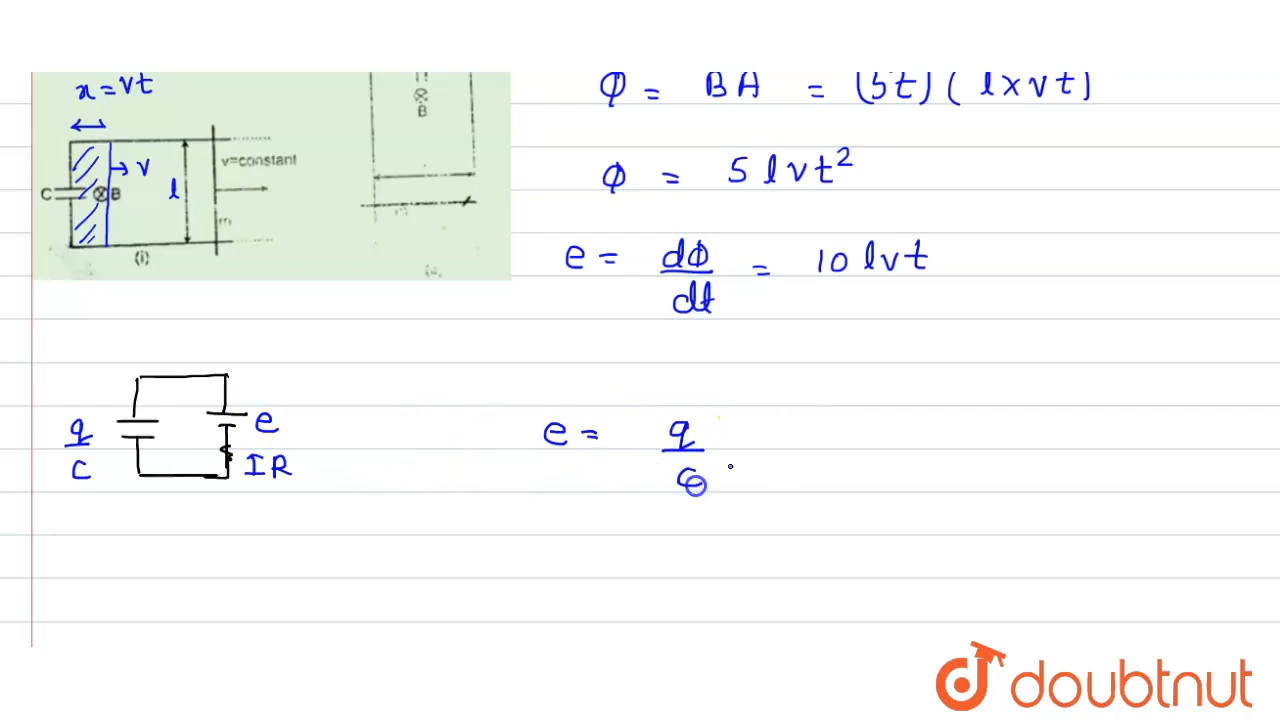 x = vt
Φ = BA = (5t)(l x vt)
B
v=constant
v
C B l
Φ = 5lvt²
m
(i)
e = dΦ/dt = 10lvt
q/C e
IR
e = q/C
doubtnut